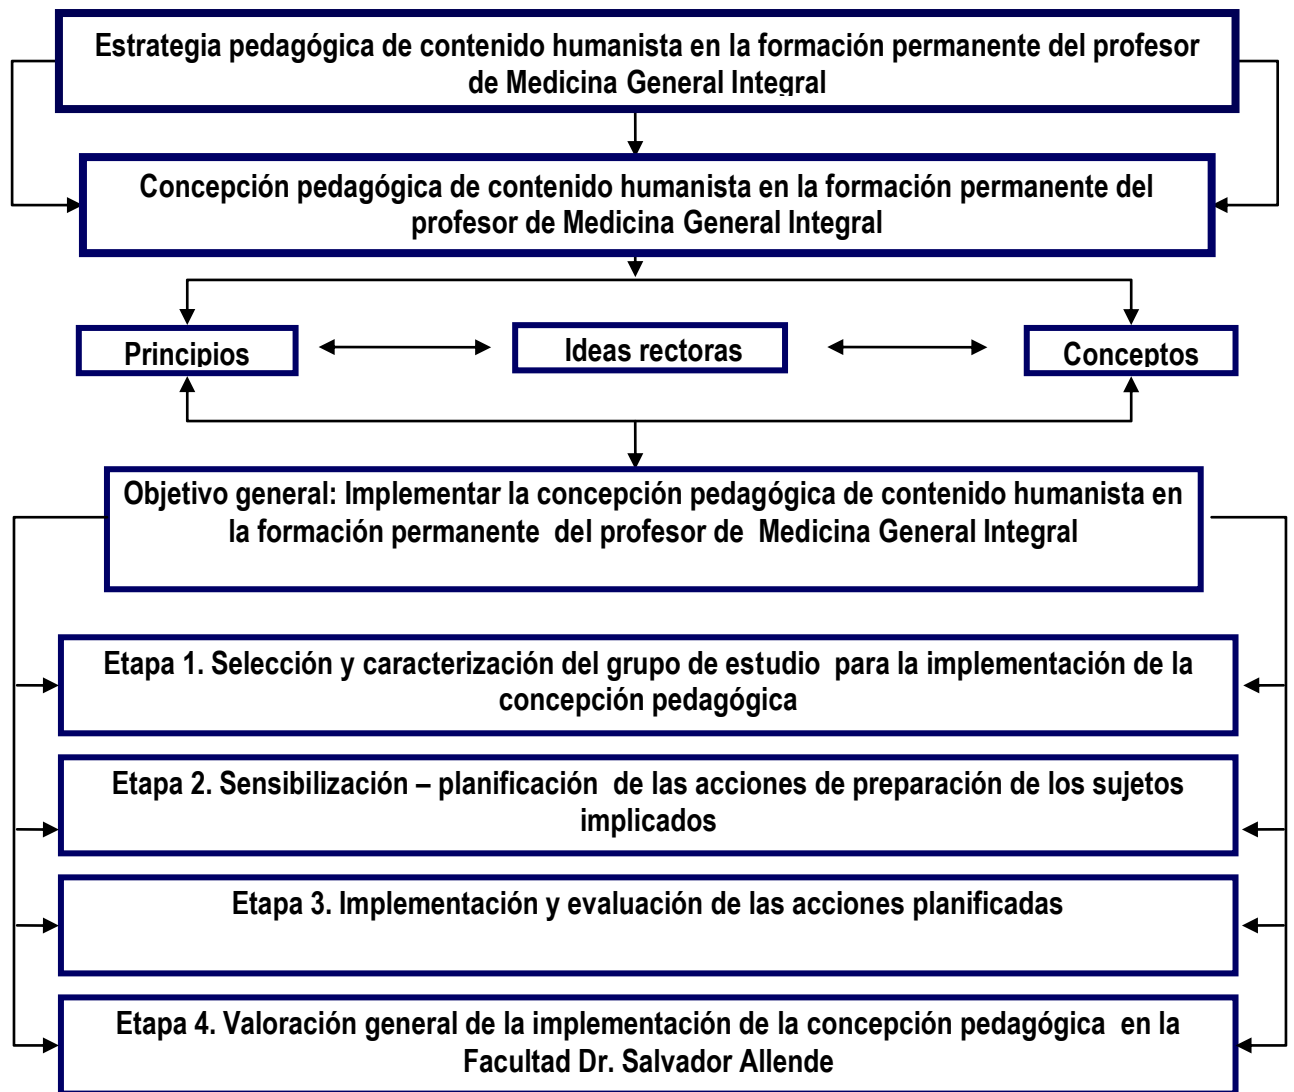 Estrategia pedagógica de contenido humanista en la formación permanente del profesor
de Medicina General Integral
Concepción pedagógica de contenido humanista en la formación permanente del
profesor de Medicina General Integral
Principios
Ideas rectoras
Conceptos
Objetivo general: Implementar la concepción pedagógica de contenido humanista en
la formación permanente del profesor de Medicina General Integral
Etapa 1. Selección y caracterización del grupo de estudio para la implementación de la
concepción pedagógica
Etapa 2. Sensibilización – planificación de las acciones de preparación de los sujetos
implicados
Etapa 3. Implementación y evaluación de las acciones planificadas
Etapa 4. Valoración general de la implementación de la concepción pedagógica en la
Facultad Dr. Salvador Allende